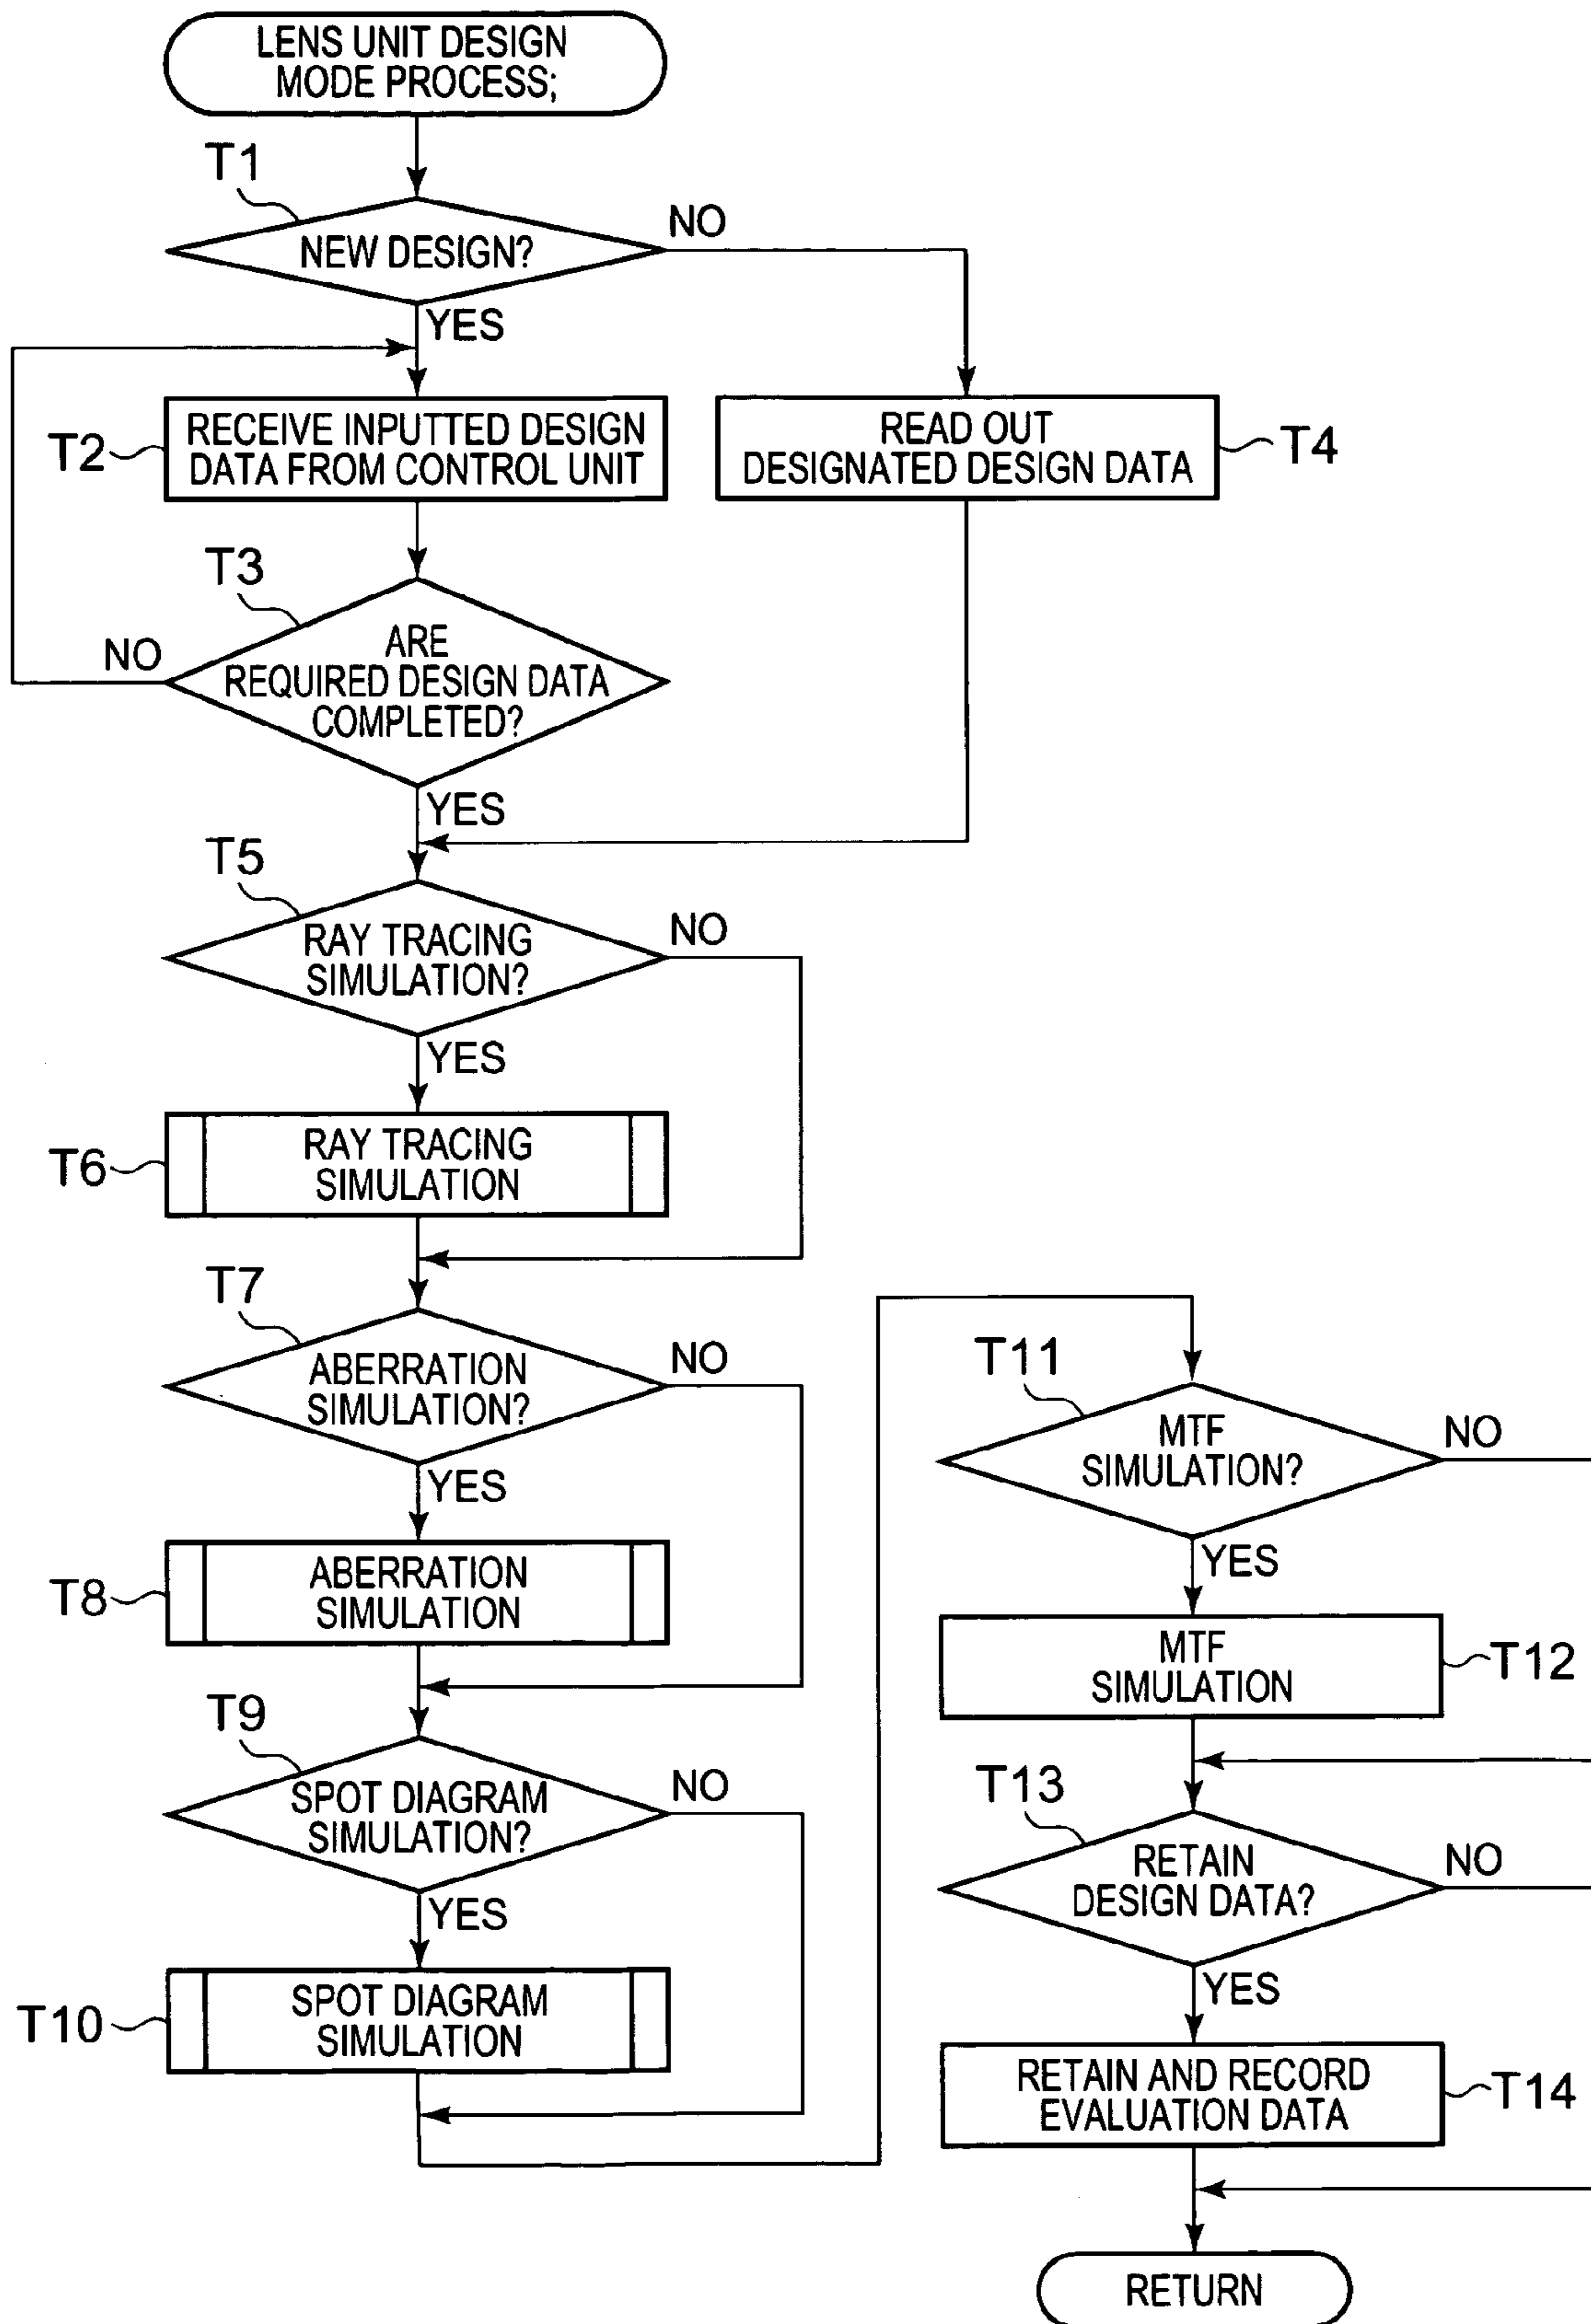 LENS UNIT DESIGN
MODE PROCESS;
T1
NEW DESIGN?
NO
YES
T2
RECEIVE INPUTTED DESIGN
DATA FROM CONTROL UNIT
READ OUT
DESIGNATED DESIGN DATA
T4
T3
ARE
REQUIRED DESIGN DATA
COMPLETED?
NO
YES
T5
RAY TRACING
SIMULATION?
NO
YES
T6
RAY TRACING
SIMULATION
T7
ABERRATION
SIMULATION?
NO
YES
T8
ABERRATION
SIMULATION
T9
SPOT DIAGRAM
SIMULATION?
NO
YES
T10
SPOT DIAGRAM
SIMULATION
T11
MTF
SIMULATION?
NO
YES
MTF
SIMULATION
T12
T13
RETAIN
DESIGN DATA?
NO
YES
RETAIN AND RECORD
EVALUATION DATA
T14
RETURN